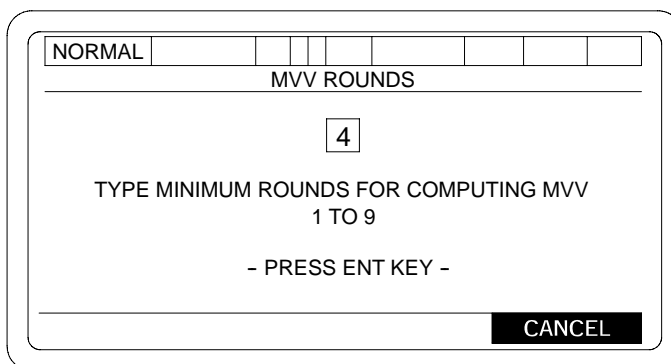 NORMAL
MVV ROUNDS
4
TYPE MINIMUM ROUNDS FOR COMPUTING MVV
1 TO 9
- PRESS ENT KEY -
CANCEL